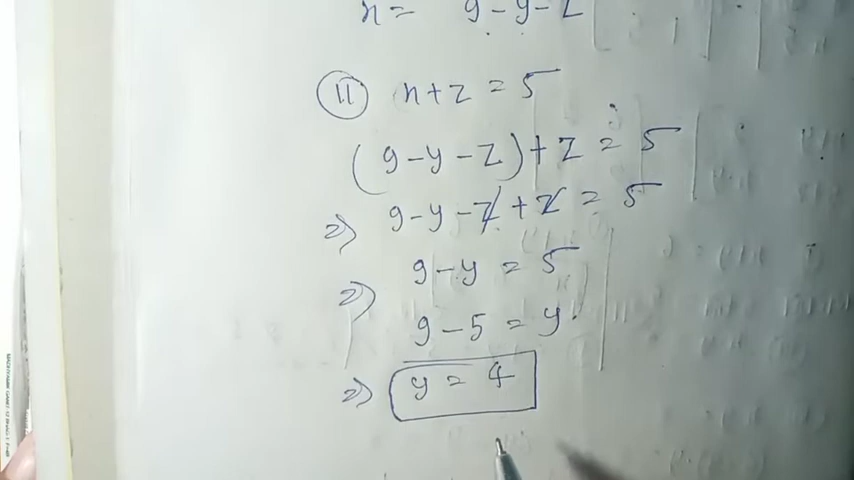 x = 9-y-z
(II) x+z = 5
(9-y-z)+z = 5
⇒ 9-y-z+z = 5
⇒ 9-y = 5
9-5 = y
⇒ y = 4